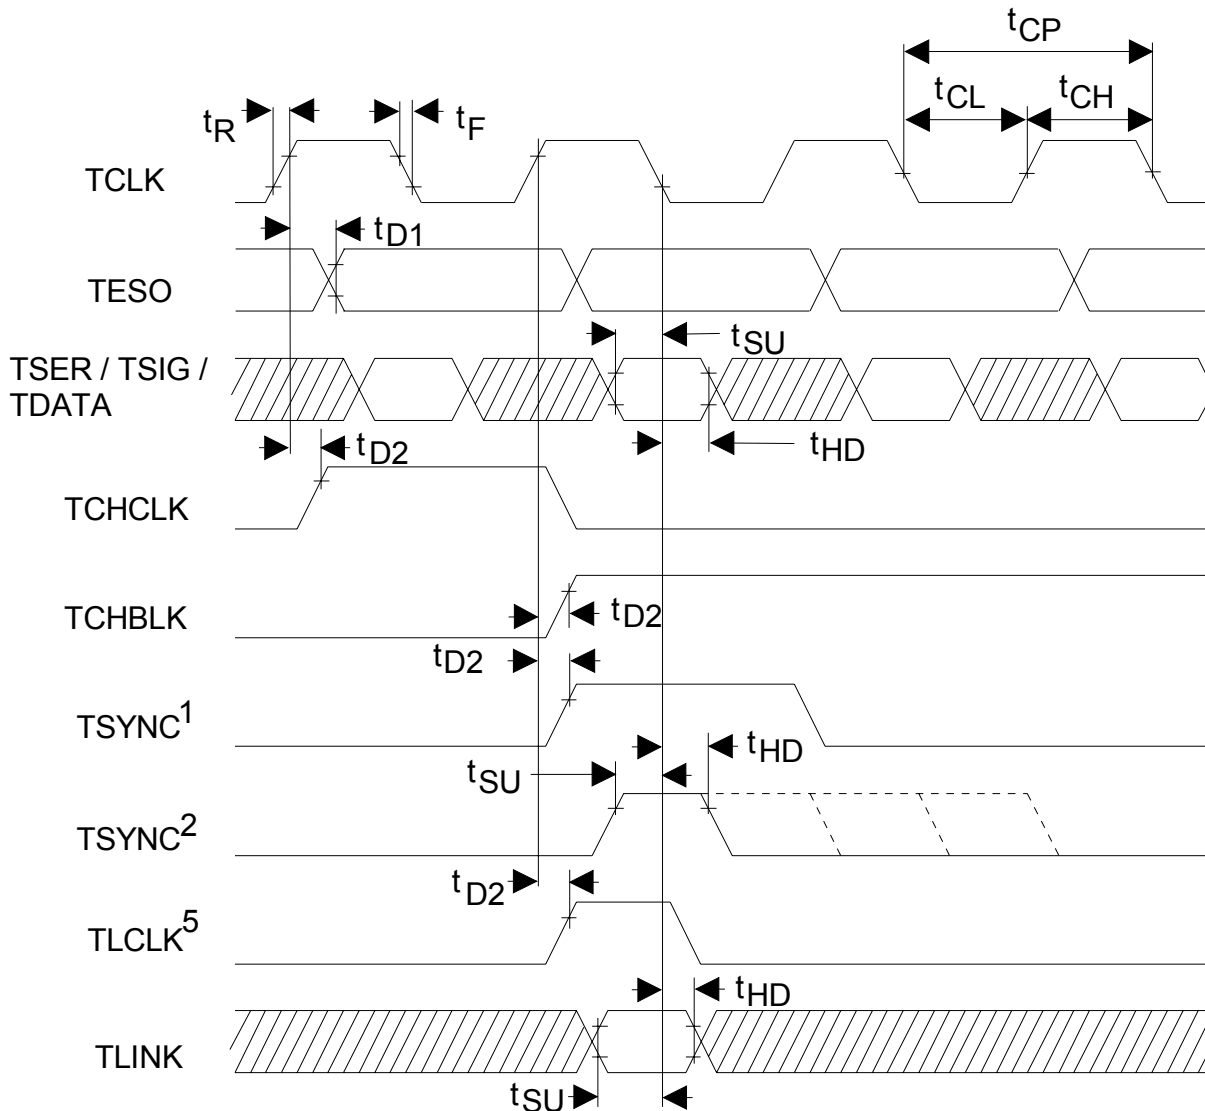 tCP
tCL tCH
tR tF
TCLK
tD1
TESO
tSU
TSER / TSIG /
TDATA
tHD
tD2
TCHCLK
TCHBLK
tD2
tD2
TSYNC1
tHD
tSU
TSYNC2
tD2
TLCLK5
tHD
TLINK
tSU